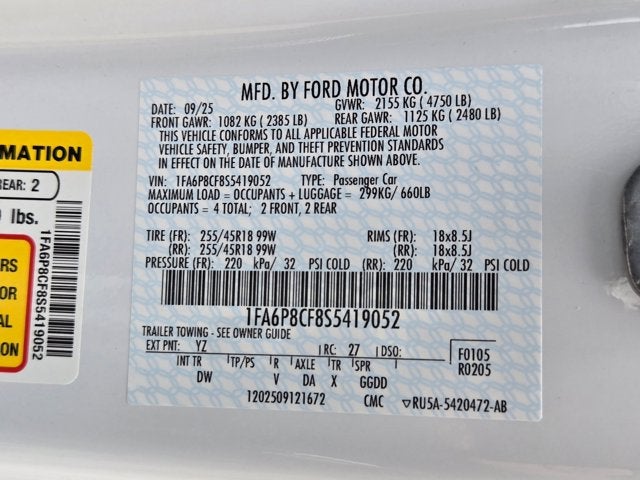 MFD. BY FORD MOTOR CO.
DATE: 09/25 GVWR: 2155 KG ( 4750 LB)
FRONT GAWR: 1082 KG ( 2385 LB) REAR GAWR: 1125 KG ( 2480 LB)
THIS VEHICLE CONFORMS TO ALL APPLICABLE FEDERAL MOTOR
VEHICLE SAFETY, BUMPER, AND THEFT PREVENTION STANDARDS
IN EFFECT ON THE DATE OF MANUFACTURE SHOWN ABOVE.
VIN: 1FA6P8CF8S5419052 TYPE: Passenger Car
MAXIMUM LOAD = OCCUPANTS + LUGGAGE = 299KG/ 660LB
OCCUPANTS = 4 TOTAL; 2 FRONT, 2 REAR
TIRE (FR): 255/45R18 99W RIMS (FR): 18x8.5J
(RR): 255/45R18 99W (RR): 18x8.5J
PRESSURE (FR): 220 kPa/ 32 PSI COLD (RR): 220 kPa/ 32 PSI COLD
1FA6P8CF8S5419052
TRAILER TOWING - SEE OWNER GUIDE
EXT PNT: YZ RC: 27 DSO: F0105
R0205
INT TR TP/PS R AXLE TR SPR
DW V DA X GGDD
1202509121672 CMC ▽RU5A-5420472-AB
RMATION
REAR: 2
lbs.
ERS
OR
AL
1FA6P8CF8S5419052